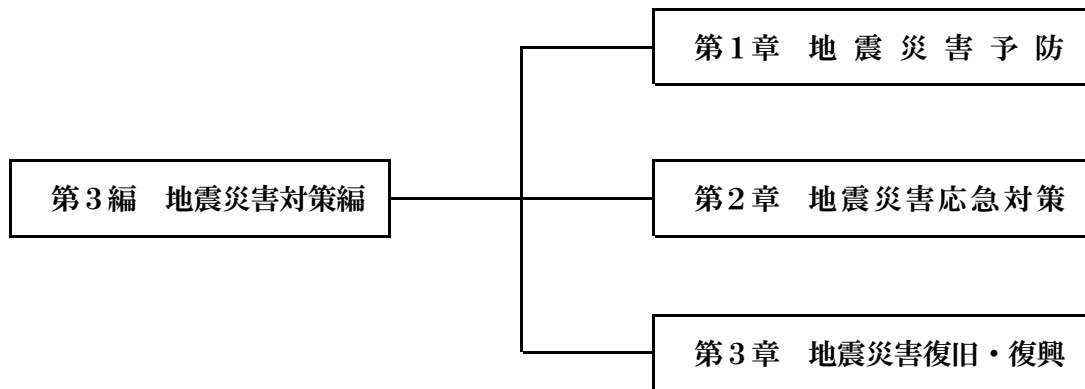 第1章　地震災害予防
第3編　地震災害対策編
第2章　地震災害応急対策
第3章　地震災害復旧・復興